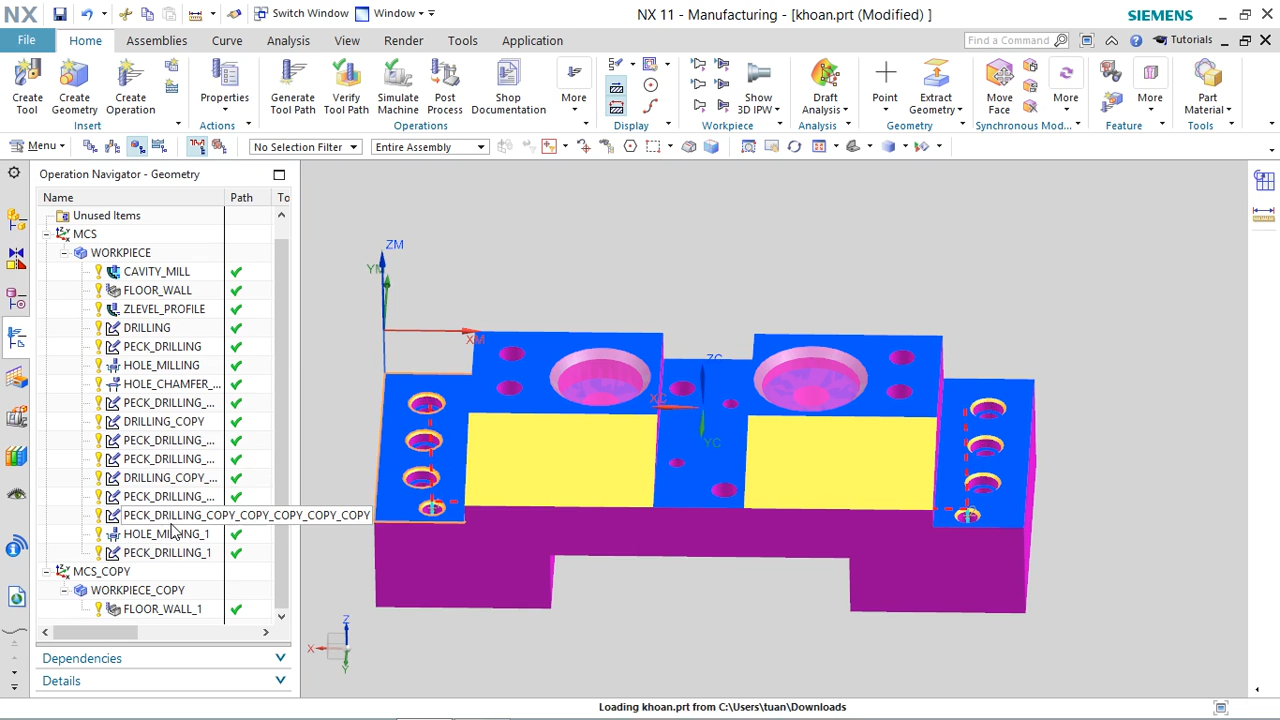 NX
Switch Window
Window
NX 11 - Manufacturing - [khoan.prt (Modified) ]
SIEMENS
File
Home
Assemblies
Curve
Analysis
View
Render
Tools
Application
Find a Command
Tutorials
Create Tool
Create Geometry
Create Operation
Properties
Generate Tool Path
Verify Tool Path
Simulate Machine
Post Process
Shop Documentation
More
Show 3D IPW
Draft Analysis
Point
Extract Geometry
Move Face
More
More
Part Material
Insert
Actions
Operations
Display
Workpiece
Analysis
Geometry
Synchronous Mod...
Feature
Tools
Menu
No Selection Filter
Entire Assembly
Operation Navigator - Geometry
Name
Path
To
Unused Items
MCS
WORKPIECE
CAVITY_MILL
FLOOR_WALL
ZLEVEL_PROFILE
DRILLING
PECK_DRILLING
HOLE_MILLING
HOLE_CHAMFER_...
PECK_DRILLING_...
DRILLING_COPY
PECK_DRILLING_...
PECK_DRILLING_...
DRILLING_COPY_...
PECK_DRILLING_...
PECK_DRILLING_COPY_COPY_COPY_COPY_COPY
HOLE_MILLING_1
PECK_DRILLING_1
MCS_COPY
WORKPIECE_COPY
FLOOR_WALL_1
Dependencies
Details
ZM
YM
XM
ZC
XC
YC
Z
X
Y
Loading khoan.prt from C:\Users\tuan\Downloads